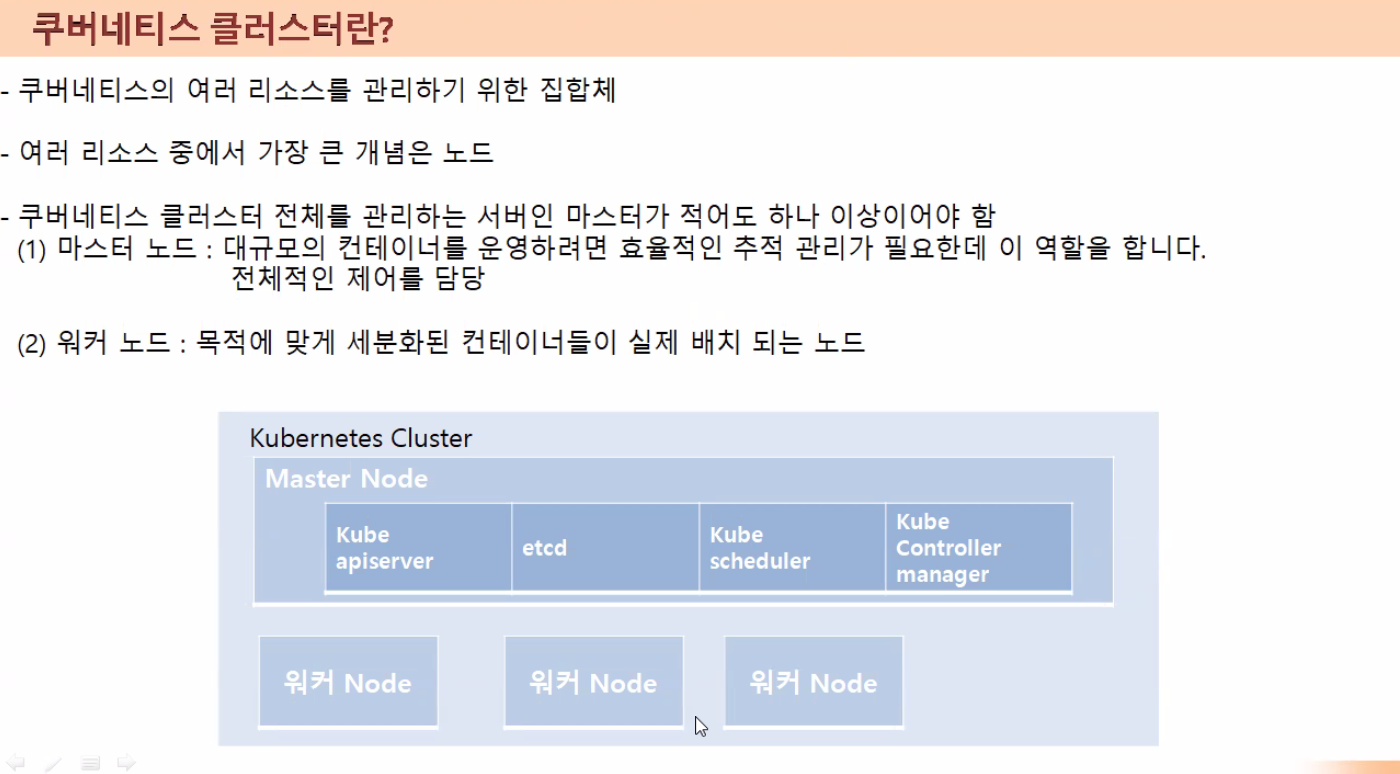 쿠버네티스 클러스터란?
- 쿠버네티스의 여러 리소스를 관리하기 위한 집합체
- 여러 리소스 중에서 가장 큰 개념은 노드
- 쿠버네티스 클러스터 전체를 관리하는 서버인 마스터가 적어도 하나 이상이어야 함
(1) 마스터 노드 : 대규모의 컨테이너를 운영하려면 효율적인 추적 관리가 필요한데 이 역할을 합니다.
전체적인 제어를 담당
(2) 워커 노드 : 목적에 맞게 세분화된 컨테이너들이 실제 배치 되는 노드
Kubernetes Cluster
Master Node
Kube
apiserver
etcd
Kube
scheduler
Kube
Controller
manager
워커 Node
워커 Node
워커 Node